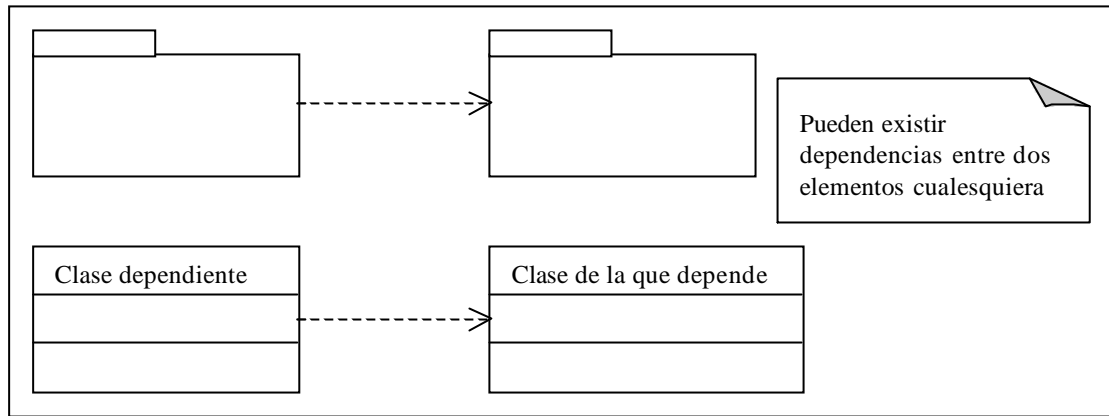 Pueden existir
dependencias entre dos
elementos cualesquiera
Clase dependiente
Clase de la que depende